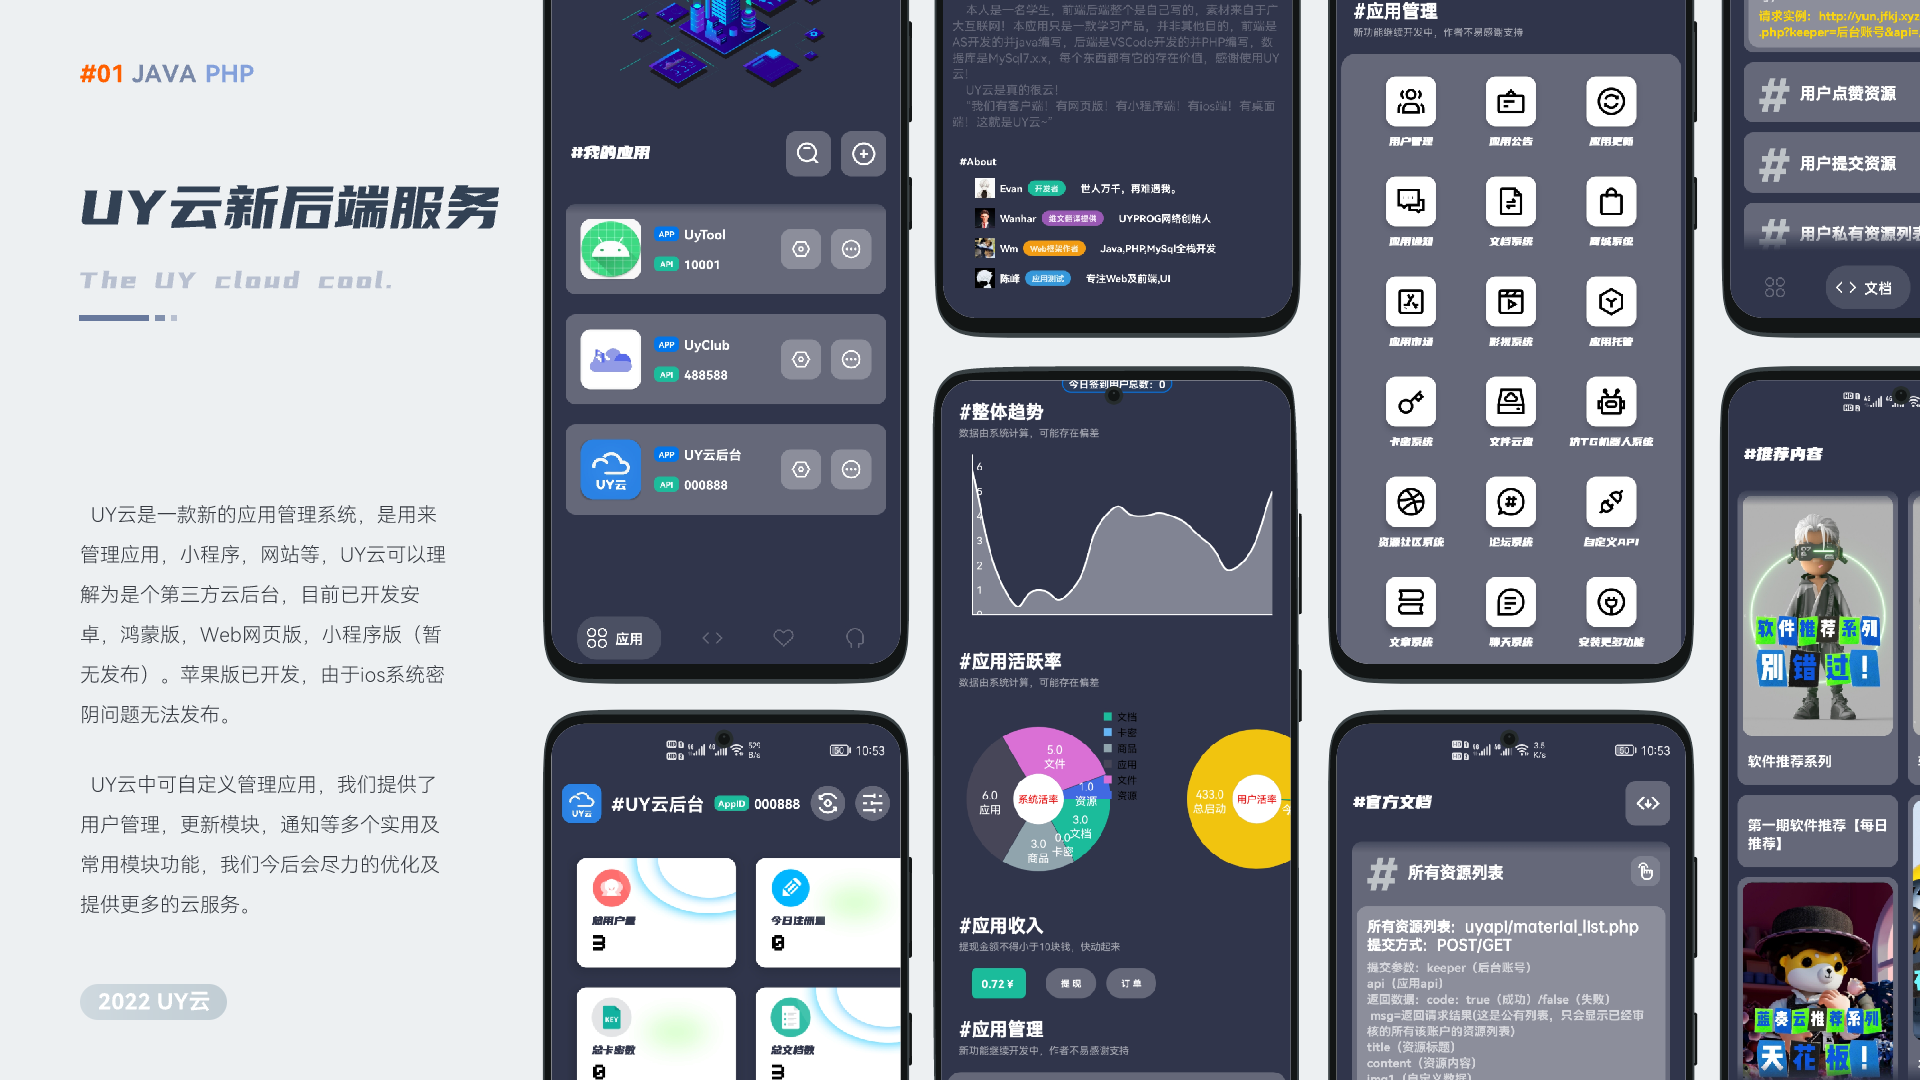 #01 JAVA PHP
UY云新后端服务
The UY cloud cool.
UY云是一款新的应用管理系统，是用来
管理应用，小程序，网站等，UY云可以理
解为是个第三方云后台，目前已开发安
卓，鸿蒙版，Web网页版，小程序版（暂
无发布）。苹果版已开发，由于ios系统密
阴问题无法发布。
UY云中可自定义管理应用，我们提供了
用户管理，更新模块，通知等多个实用及
常用模块功能，我们今后会尽力的优化及
提供更多的云服务。
2022 UY云
#我的应用
APP UyTool
API 10001
APP UyClub
API 488588
UY云
APP UY云后台
API 000888
应用
10:53
UY云
#UY云后台 AppID 000888
总用户量
3
今日注册量
0
KEY
总卡密数
0
总文档数
3
本人是一名学生，前端后端整个是自己写的，素材来自于广
大互联网！本应用只是一款学习产品，并非其他目的，前端是
AS开发的并java编写，后端是VSCode开发的并PHP编写，数
据库是MySql7.x.x，每个东西都有它的存在价值，感谢使用UY
云！
UY云是真的很云！
“我们有客户端！有网页版！有小程序端！有ios端！有桌面
端！这就是UY云~”
#About
Evan 开发者 世人万千，再难遇我。
Wanhar 维文翻译提供 UYPROG网络创始人
Wm Web框架作者 Java,PHP,MySql全栈开发
陈峰 应用测试 专注Web及前端,UI
今日签到用户总数：0
#整体趋势
数据由系统计算，可能存在偏差
6
5
4
3
2
1
0
#应用活跃率
数据由系统计算，可能存在偏差
文档
卡密
商品
应用
文件
资源
5.0
文件
1.0
资源
6.0
应用
系统活率
3.0
文档
0.0
卡密
3.0
商品
433.0
总启动
用户活率
#应用收入
提现金额不得小于10块钱，快动起来
0.72 ¥
提 现
订 单
#应用管理
新功能继续开发中，作者不易感谢支持
#应用管理
新功能继续开发中，作者不易感谢支持
用户管理
应用公告
应用更新
应用通知
文档系统
商城系统
应用市场
影视系统
应用托管
卡密系统
文件云盘
仿TG机器人系统
资源社区系统
论坛系统
自定义API
文章系统
聊天系统
安装更多功能
10:53
#官方文档
# 所有资源列表
所有资源列表：uyapi/material_list.php
提交方式：POST/GET
提交参数：keeper（后台账号）
api（应用api）
返回数据：code：true（成功）/false（失败）
msg=返回请求结果(这是公有列表，只会显示已经审
核的所有该账户的资源列表）
title（资源标题）
content（资源内容）
img1（自定义数据）
请求实例：http://yun.jfkj.xyz
.php?keeper=后台账号&api=
# 用户点赞资源
# 用户提交资源
# 用户私有资源列表
文档
#推荐内容
软件推荐系列
别错过！
软件推荐系列
第一期软件推荐【每日
推荐】
蓝奏云推荐系列
天花板！